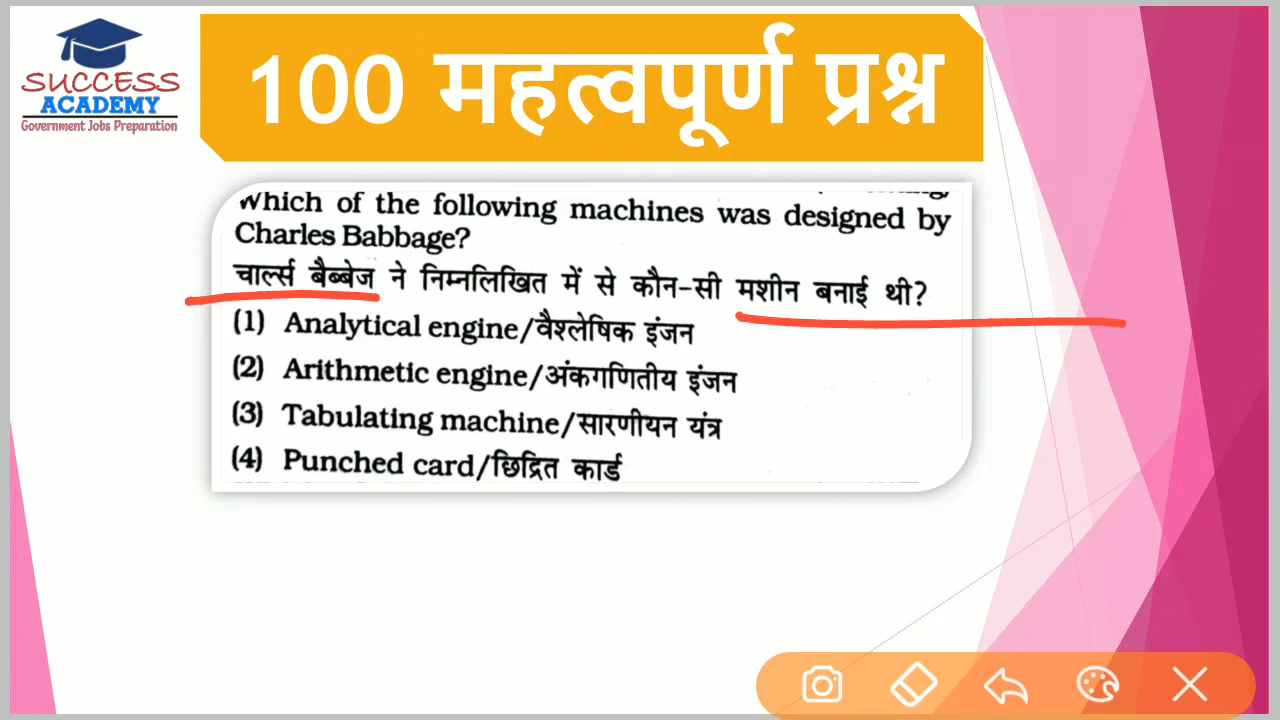 SUCCESS
ACADEMY
Government Jobs Preparation
100 महत्वपूर्ण प्रश्न
Which of the following machines was designed by
Charles Babbage?
चार्ल्स बैब्बेज ने निम्नलिखित में से कौन-सी मशीन बनाई थी?
(1) Analytical engine/वैश्लेषिक इंजन
(2) Arithmetic engine/अंकगणितीय इंजन
(3) Tabulating machine/सारणीयन यंत्र
(4) Punched card/छिद्रित कार्ड